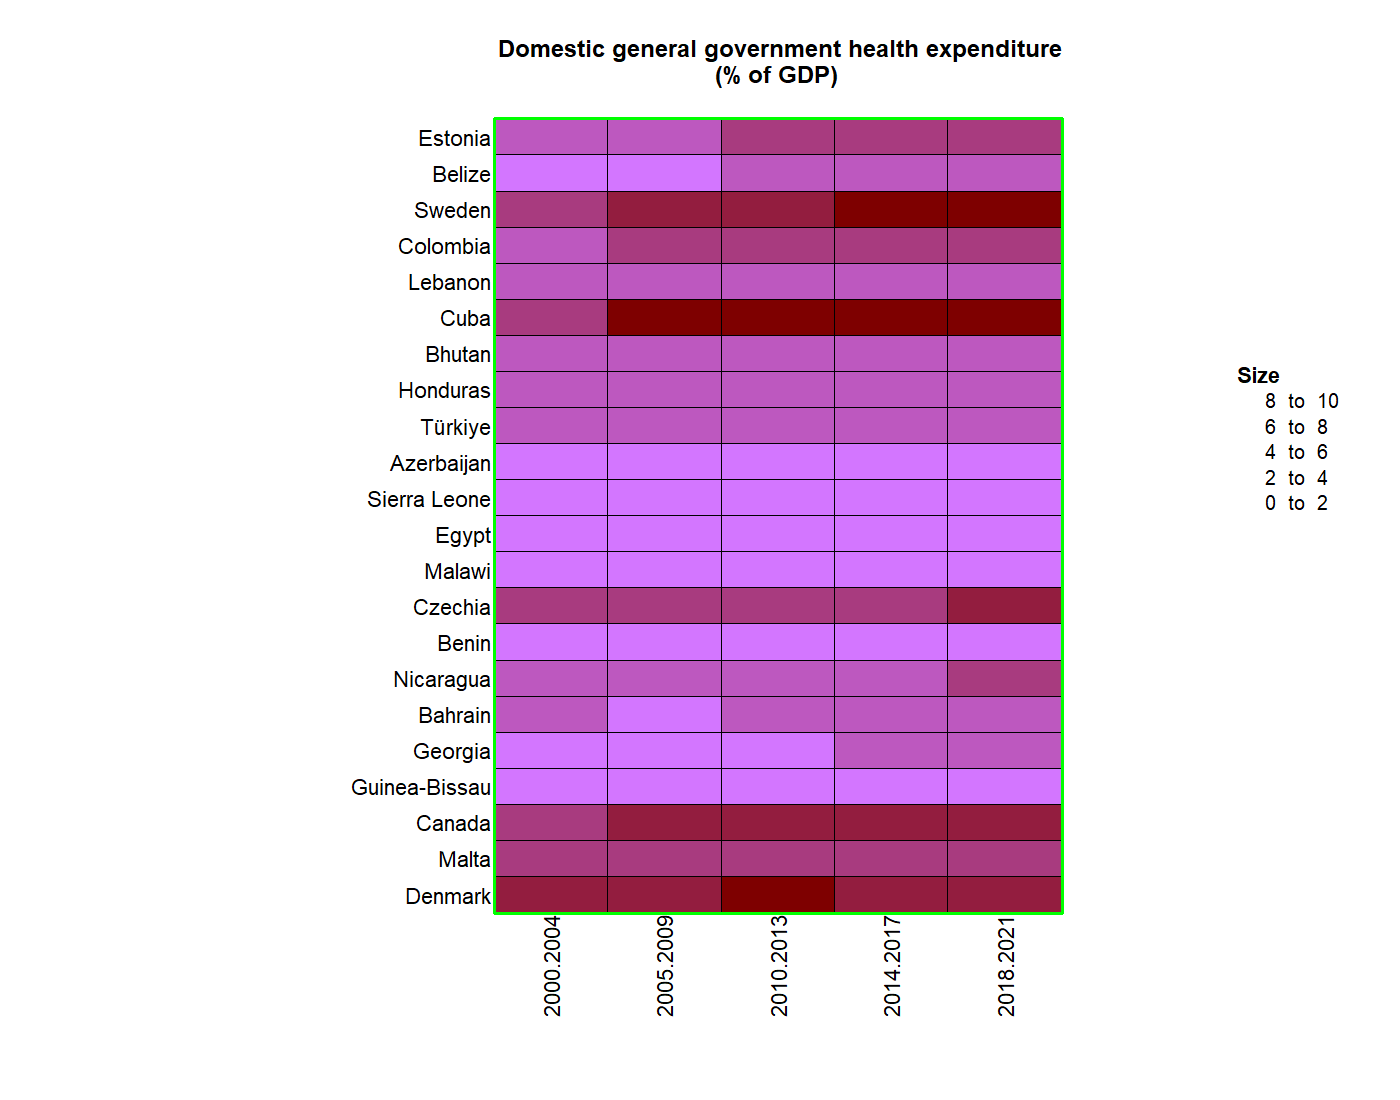 Domestic general government health expenditure
(% of GDP)
Estonia
Belize
Sweden
Colombia
Lebanon
Cuba
Bhutan
Honduras
Türkiye
Azerbaijan
Sierra Leone
Egypt
Malawi
Czechia
Benin
Nicaragua
Bahrain
Georgia
Guinea-Bissau
Canada
Malta
Denmark
2000.2004
2005.2009
2010.2013
2014.2017
2018.2021
Size
8 to 10
6 to 8
4 to 6
2 to 4
0 to 2